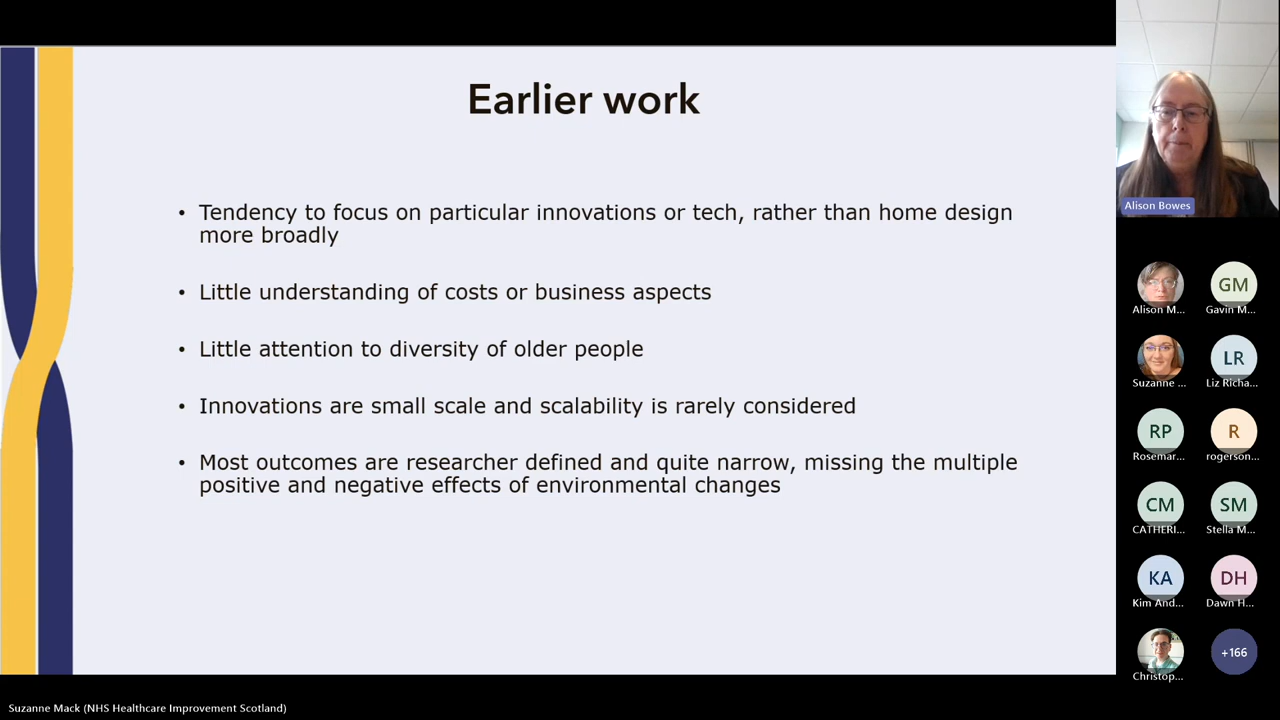 Earlier work
• Tendency to focus on particular innovations or tech, rather than home design
more broadly
• Little understanding of costs or business aspects
• Little attention to diversity of older people
• Innovations are small scale and scalability is rarely considered
• Most outcomes are researcher defined and quite narrow, missing the multiple
positive and negative effects of environmental changes
Alison Bowes
Alison M...
GM
Gavin M...
Suzanne ...
LR
Liz Richa...
RP
Rosemar...
R
rogerson...
CM
CATHERI...
SM
Stella M...
KA
Kim And...
DH
Dawn H...
Christop...
+166
Suzanne Mack (NHS Healthcare Improvement Scotland)